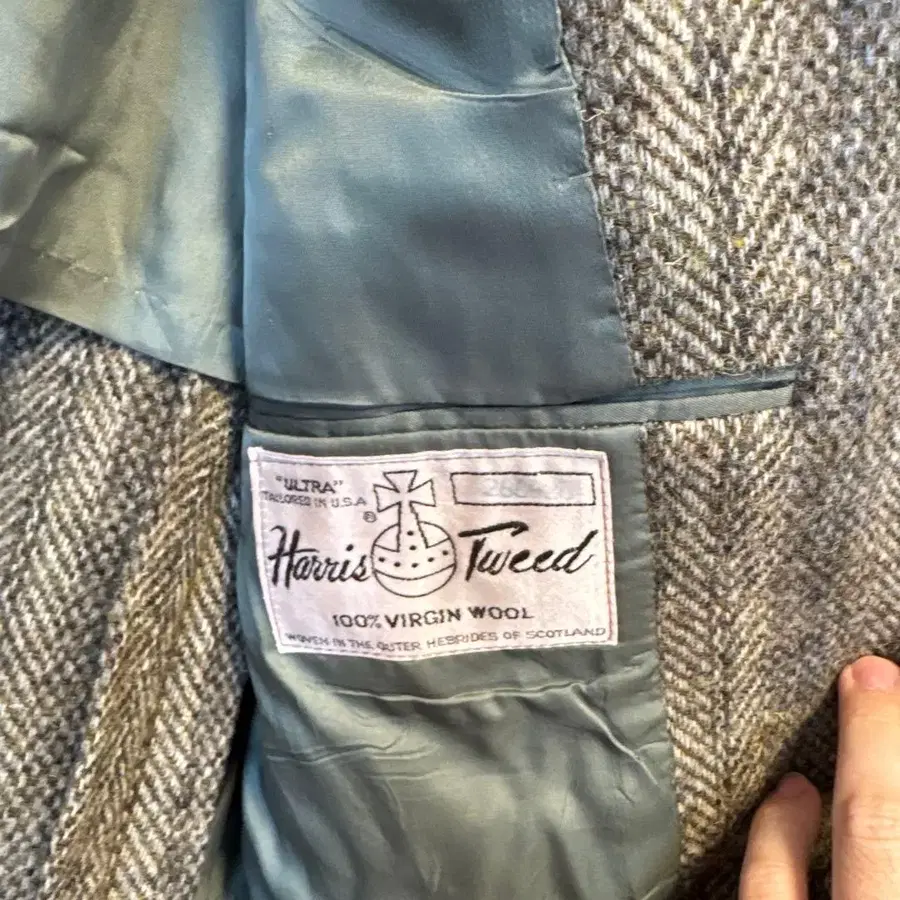 "ULTRA"
TAILORED IN U.S.A
®
Harris Tweed
100% VIRGIN WOOL
WOVEN IN THE OUTER HEBRIDES OF SCOTLAND